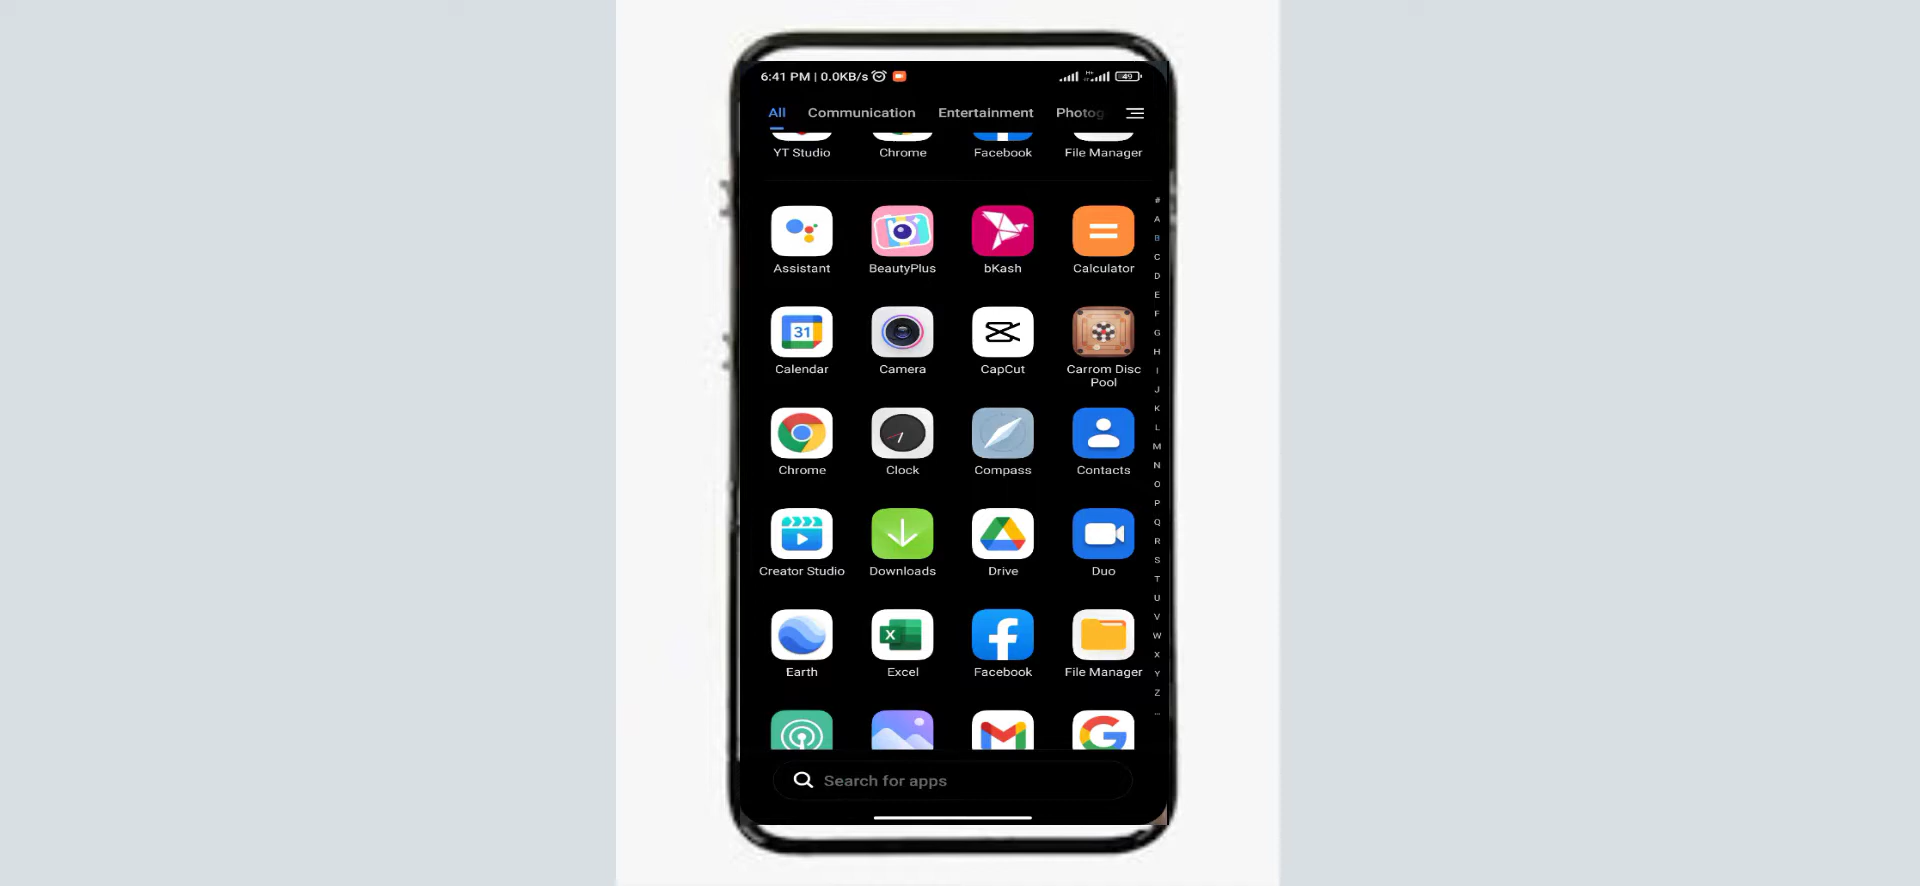 6:41 PM | 0.0KB/s H+ 49
All Communication Entertainment Photog
YT Studio Chrome Facebook File Manager
Assistant BeautyPlus bKash Calculator
31
Calendar Camera CapCut Carrom Disc Pool
Chrome Clock Compass Contacts
Creator Studio Downloads Drive Duo
X
Earth Excel Facebook File Manager
Search for apps
#
A
B
C
D
E
F
G
H
I
J
K
L
M
N
O
P
Q
R
S
T
U
V
W
X
Y
Z
...